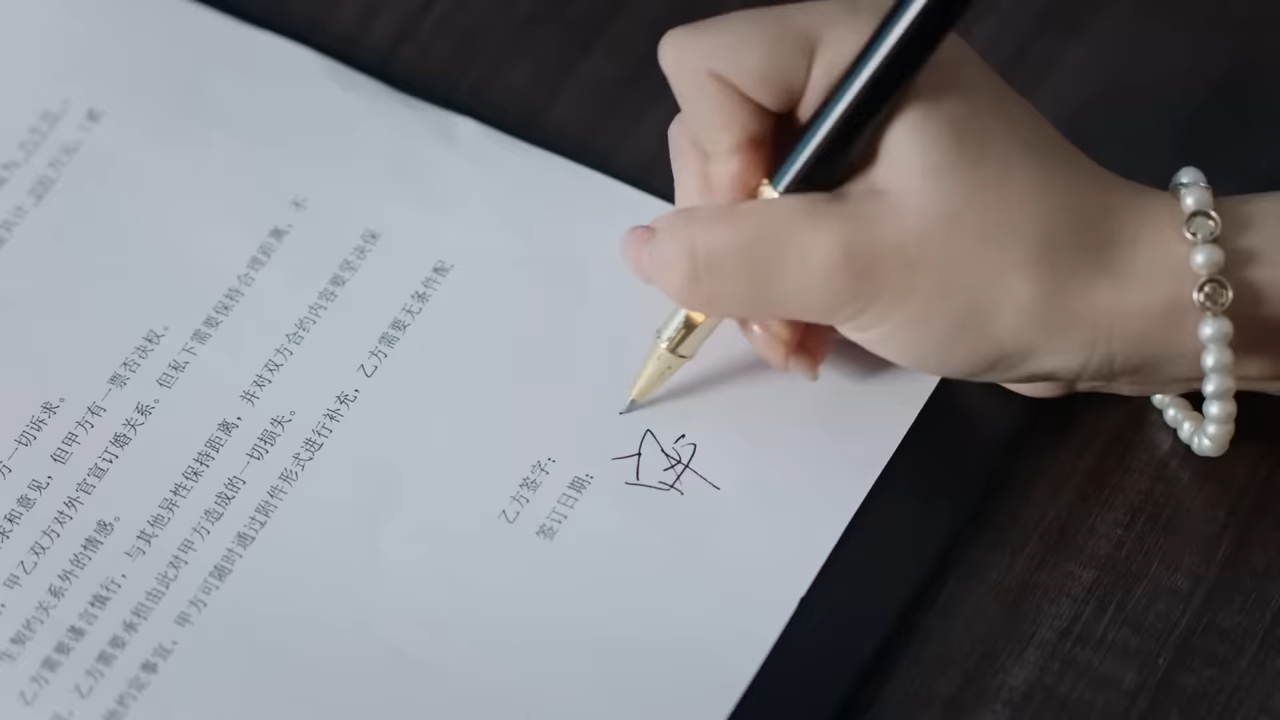 方一切诉求。
求和意见，但甲方有一票否决权。
，甲乙双方对外官宣订婚关系。但私下需要保持合理距离，不
生契约关系外的情感。
乙方需要谨言慎行，与其他异性保持距离，并对双方合约内容要坚决保
，乙方需要承担由此对甲方造成的一切损失。
约定事宜，甲方可随时通过附件形式进行补充，乙方需要无条件配
乙方签字：
签订日期：